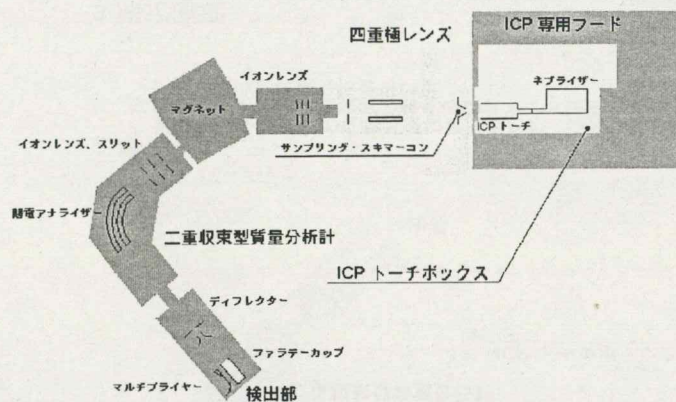 ICP 専用フード
四重極レンズ
ネブライザー
イオンレンズ
マグネット
ICP トーチ
イオンレンズ、スリット
サンプリング・スキマーコン
静電アナライザー
二重収束型質量分析計
ICP トーチボックス
ディフレクター
ファラデーカップ
マルチプライヤー
検出部